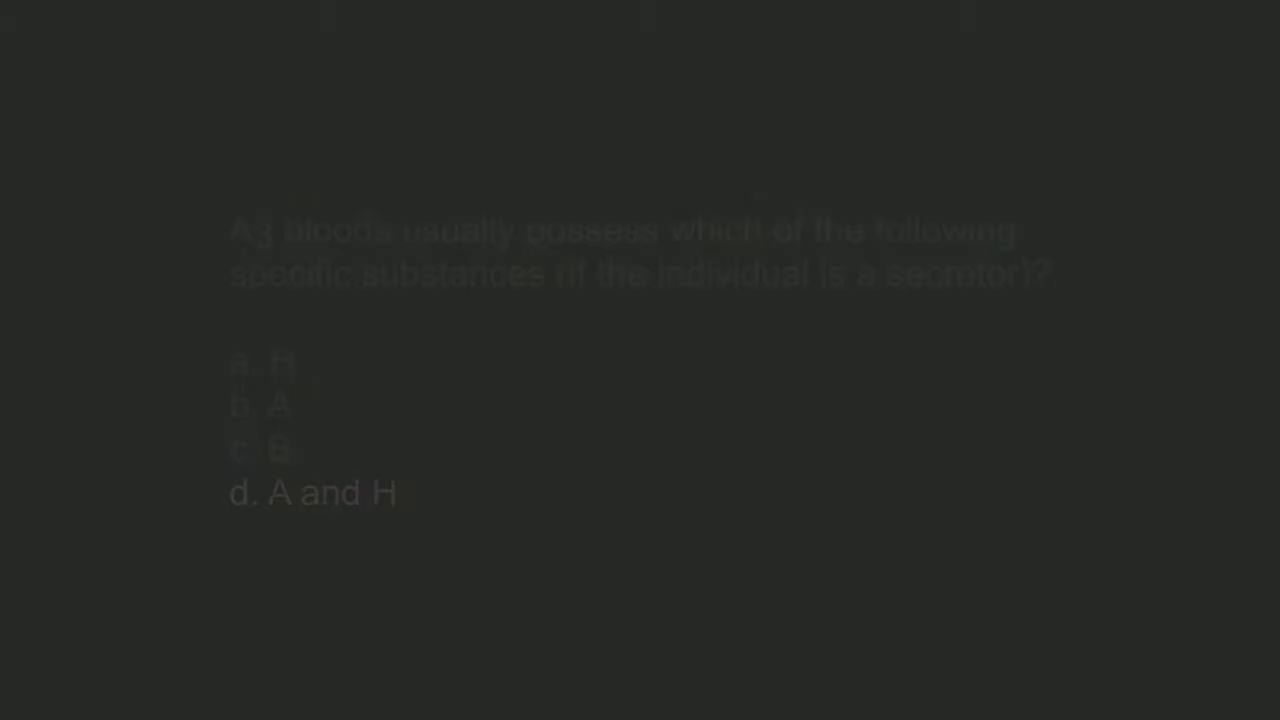 A3 bloods usually possess which of the following
specific substances (if the individual is a secretor)?
a. H
b. A
c. B
d. A and H